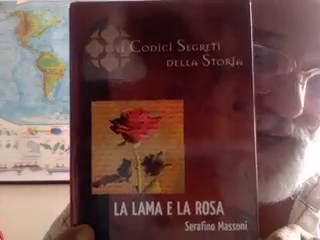 I Codici Segreti
della Storia
LA LAMA E LA ROSA
Serafino Massoni